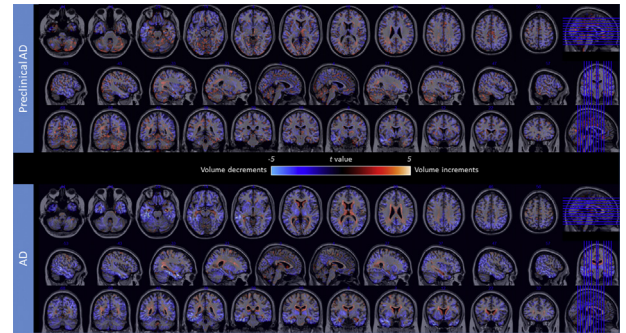 Preclinical AD
-5
t value
5
Volume decrements
Volume increments
AD